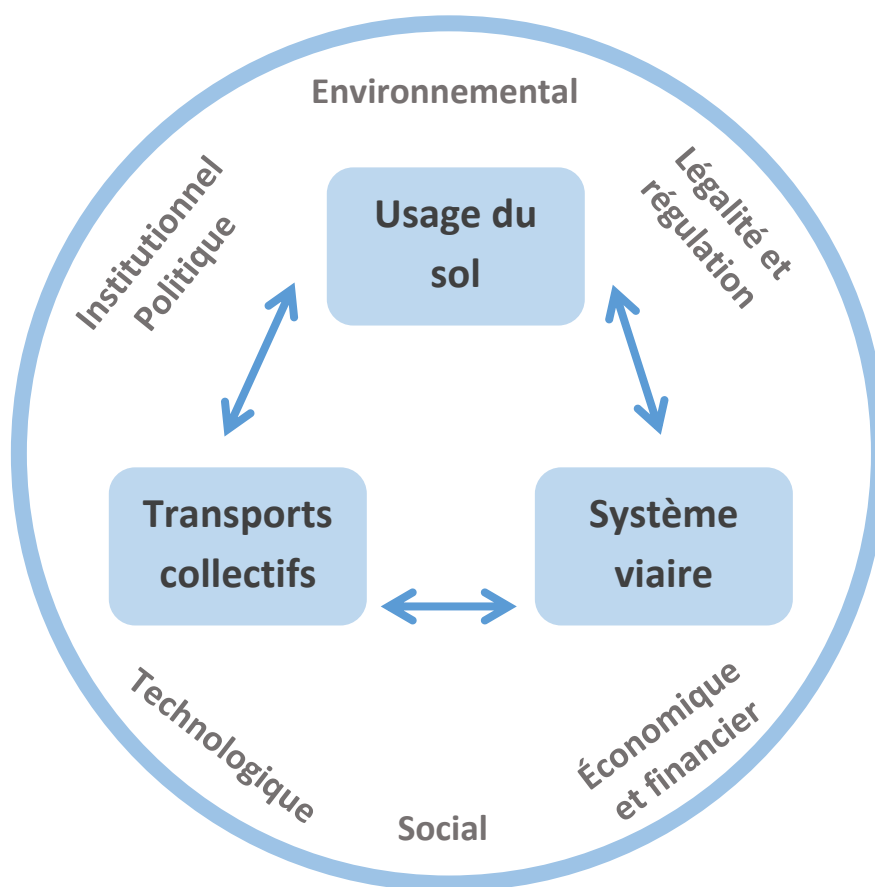 Environnemental
Institutionnel
Politique
Légalité et
régulation
Usage du
sol
Transports
collectifs
Système
viaire
Technologique
Économique
et financier
Social